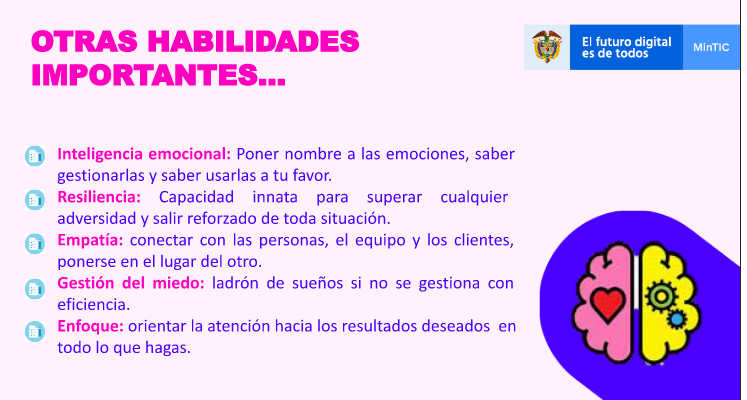 OTRAS HABILIDADES
IMPORTANTES...
El futuro digital
es de todos
MinTIC
Inteligencia emocional: Poner nombre a las emociones, saber
gestionarlas y saber usarlas a tu favor.
Resiliencia: Capacidad innata para superar cualquier
adversidad y salir reforzado de toda situación.
Empatía: conectar con las personas, el equipo y los clientes,
ponerse en el lugar del otro.
Gestión del miedo: ladrón de sueños si no se gestiona con
eficiencia.
Enfoque: orientar la atención hacia los resultados deseados en
todo lo que hagas.